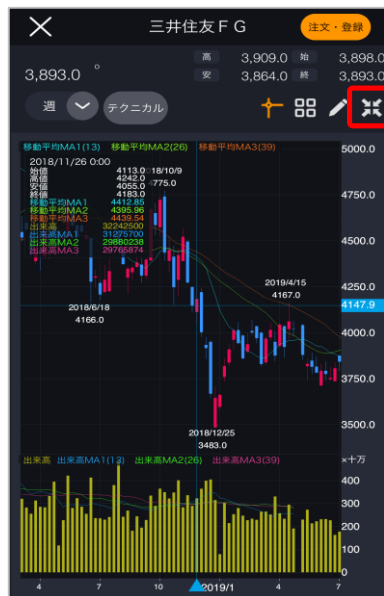 三井住友ＦＧ 注文・登録
高 3,909.0 始 3,898.0
3,893.0 安 3,864.0 終 3,893.0
週 テクニカル
移動平均MA1(13) 移動平均MA2(26) 移動平均MA3(39) 5000.0
2018/11/26 0:00
始値 4113.0 18/10/9
高値 4242.0
安値 4055.0 4775.0 4750.0
終値 4183.0
移動平均MA1 4412.85
移動平均MA2 4395.96
移動平均MA3 4439.54
出来高 32242500 4500.0
出来高MA1 31275700
出来高MA2 29880238
出来高MA3 29765874
2019/4/15 4250.0
4167.0
2018/6/18 4147.9
4166.0
4000.0
3750.0
3500.0
2018/12/25
3483.0
出来高 出来高MA1(13) 出来高MA2(26) 出来高MA3(39) ×十万
400
300
200
100
0
4 7 10 2019/1 4 7